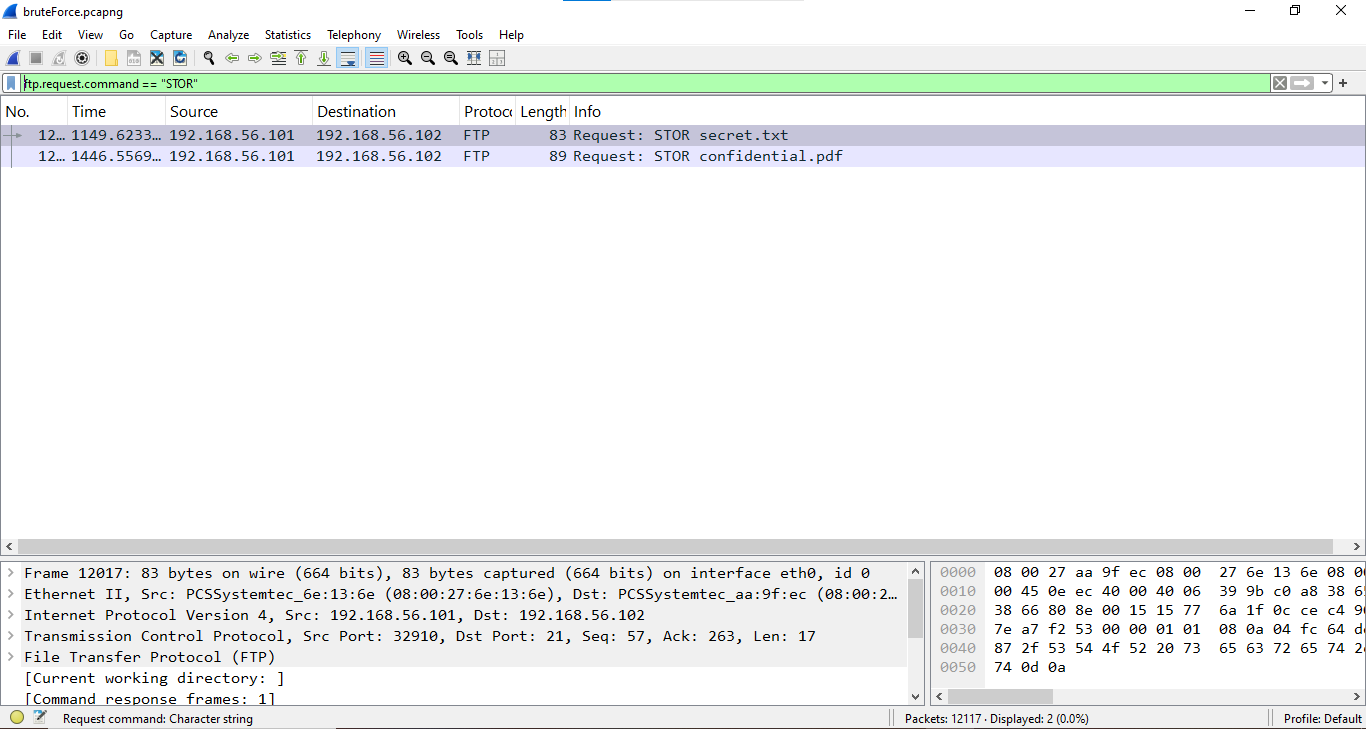 bruteForce.pcapng
File Edit View Go Capture Analyze Statistics Telephony Wireless Tools Help
ftp.request.command == "STOR"
No. Time Source Destination Protoc Length Info
12… 1149.6233… 192.168.56.101 192.168.56.102 FTP 83 Request: STOR secret.txt
12… 1446.5569… 192.168.56.101 192.168.56.102 FTP 89 Request: STOR confidential.pdf
Frame 12017: 83 bytes on wire (664 bits), 83 bytes captured (664 bits) on interface eth0, id 0
Ethernet II, Src: PCSSystemtec_6e:13:6e (08:00:27:6e:13:6e), Dst: PCSSystemtec_aa:9f:ec (08:00:2…
Internet Protocol Version 4, Src: 192.168.56.101, Dst: 192.168.56.102
Transmission Control Protocol, Src Port: 32910, Dst Port: 21, Seq: 57, Ack: 263, Len: 17
File Transfer Protocol (FTP)
[Current working directory: ]
[Command response frames: 1]
0000 08 00 27 aa 9f ec 08 00 27 6e 13 6e 08 00
0010 00 45 0e ec 40 00 40 06 39 9b c0 a8 38 65
0020 38 66 80 8e 00 15 15 77 6a 1f 0c ce c4 90
0030 7e a7 f2 53 00 00 01 01 08 0a 04 fc 64 d
0040 87 2f 53 54 4f 52 20 73 65 63 72 65 74 2e
0050 74 0d 0a
Request command: Character string
Packets: 12117 · Displayed: 2 (0.0%)
Profile: Default